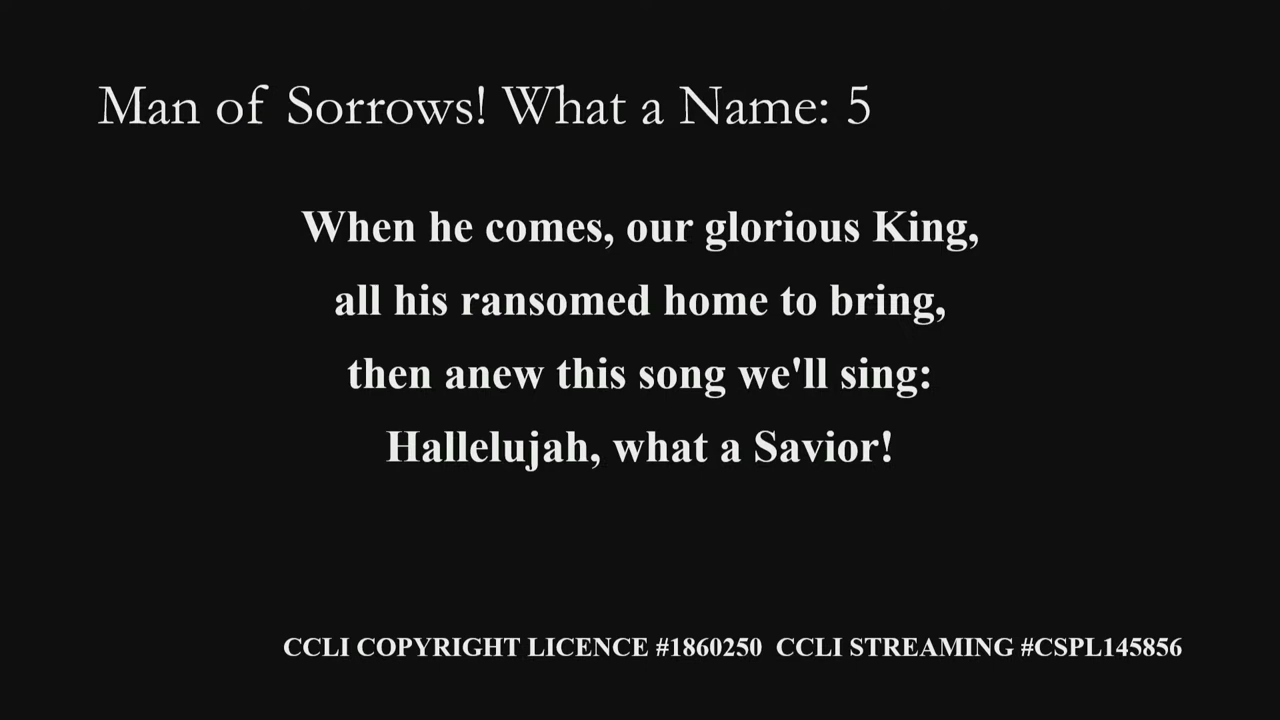 Man of Sorrows! What a Name: 5
When he comes, our glorious King,
all his ransomed home to bring,
then anew this song we'll sing:
Hallelujah, what a Savior!
CCLI COPYRIGHT LICENCE #1860250  CCLI STREAMING #CSPL145856